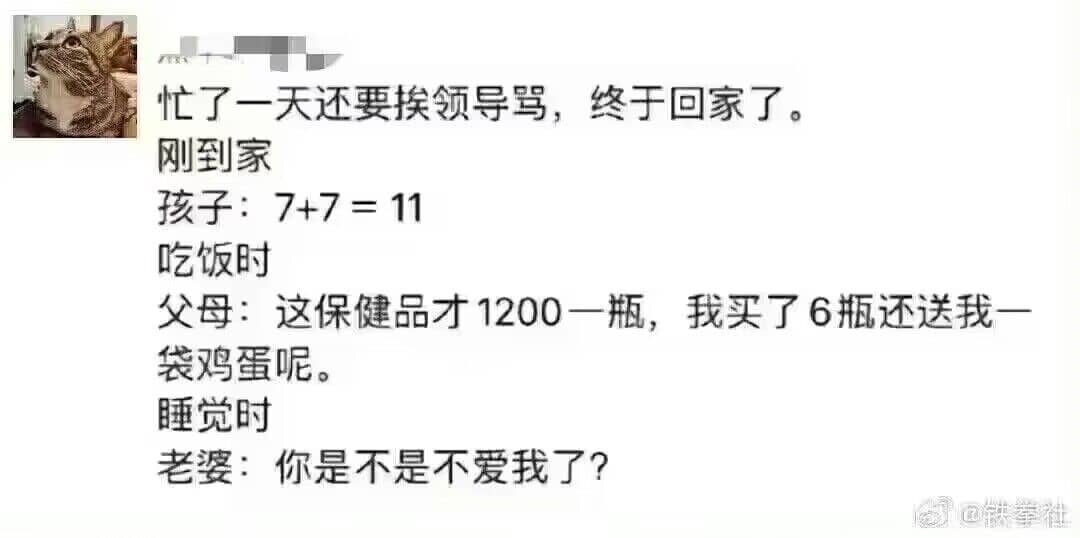 忙了一天还要挨领导骂，终于回家了。
刚到家
孩子：7+7 = 11
吃饭时
父母：这保健品才1200一瓶，我买了6瓶还送我一
袋鸡蛋呢。
睡觉时
老婆：你是不是不爱我了？
@铁拳社